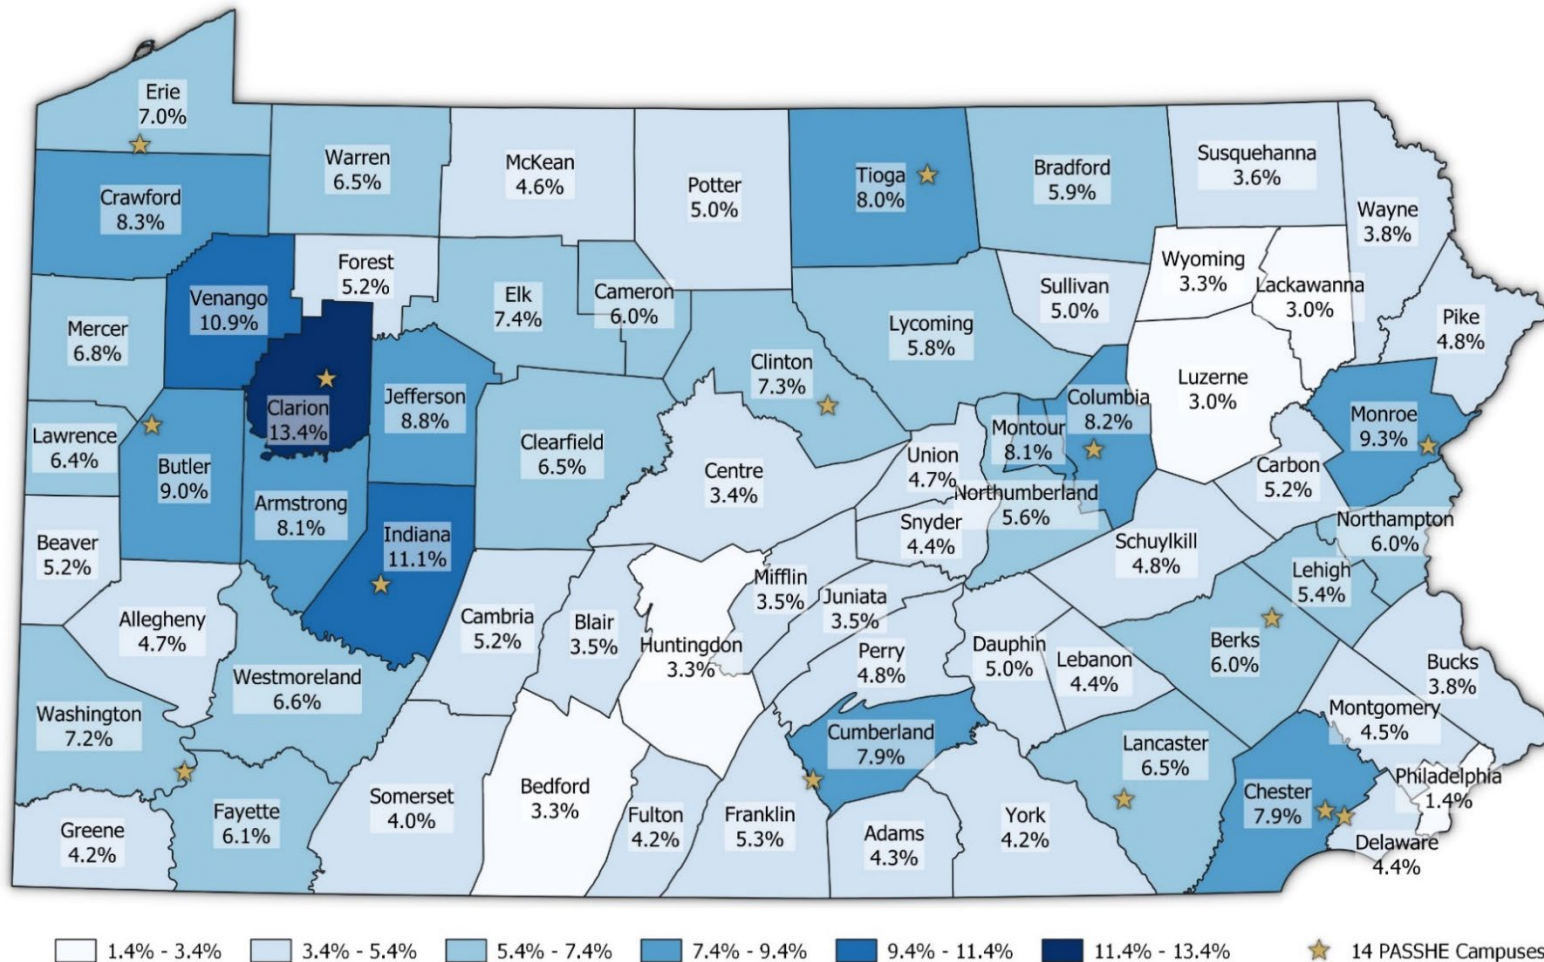 Erie
7.0%
Warren
6.5%
McKean
4.6%
Potter
5.0%
Tioga
8.0%
Bradford
5.9%
Susquehanna
3.6%
Wayne
3.8%
Crawford
8.3%
Forest
5.2%
Venango
10.9%
Elk
7.4%
Cameron
6.0%
Lycoming
5.8%
Sullivan
5.0%
Wyoming
3.3%
Lackawanna
3.0%
Pike
4.8%
Mercer
6.8%
Clarion
13.4%
Jefferson
8.8%
Clinton
7.3%
Columbia
8.2%
Luzerne
3.0%
Monroe
9.3%
Lawrence
6.4%
Butler
9.0%
Clearfield
6.5%
Centre
3.4%
Union
4.7%
Montour
8.1%
Northumberland
5.6%
Carbon
5.2%
Armstrong
8.1%
Indiana
11.1%
Snyder
4.4%
Schuylkill
4.8%
Northampton
6.0%
Beaver
5.2%
Lehigh
5.4%
Allegheny
4.7%
Cambria
5.2%
Blair
3.5%
Mifflin
3.5%
Juniata
3.5%
Huntingdon
3.3%
Perry
4.8%
Dauphin
5.0%
Lebanon
4.4%
Berks
6.0%
Bucks
3.8%
Westmoreland
6.6%
Washington
7.2%
Montgomery
4.5%
Cumberland
7.9%
Lancaster
6.5%
Chester
7.9%
Philadelphia
1.4%
Greene
4.2%
Fayette
6.1%
Somerset
4.0%
Bedford
3.3%
Fulton
4.2%
Franklin
5.3%
Adams
4.3%
York
4.2%
Delaware
4.4%
1.4% - 3.4%
3.4% - 5.4%
5.4% - 7.4%
7.4% - 9.4%
9.4% - 11.4%
11.4% - 13.4%
14 PASSHE Campuses